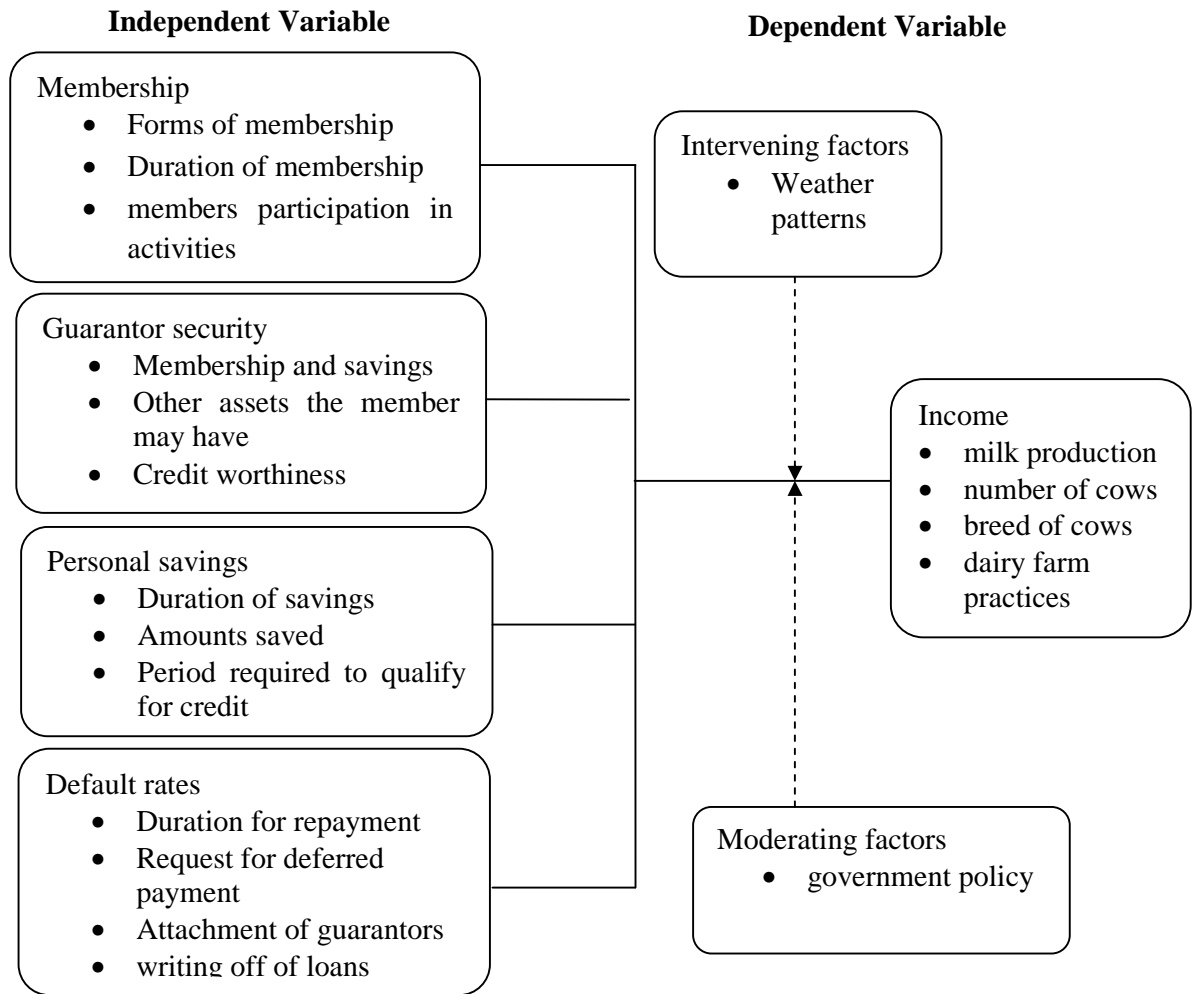 Independent Variable
Membership
• Forms of membership
• Duration of membership
• members participation in
activities
Guarantor security
• Membership and savings
• Other assets the member
may have
• Credit worthiness
Personal savings
• Duration of savings
• Amounts saved
• Period required to qualify
for credit
Default rates
• Duration for repayment
• Request for deferred
payment
• Attachment of guarantors
• writing off of loans
Dependent Variable
Intervening factors
• Weather
patterns
Income
• milk production
• number of cows
• breed of cows
• dairy farm
practices
Moderating factors
• government policy